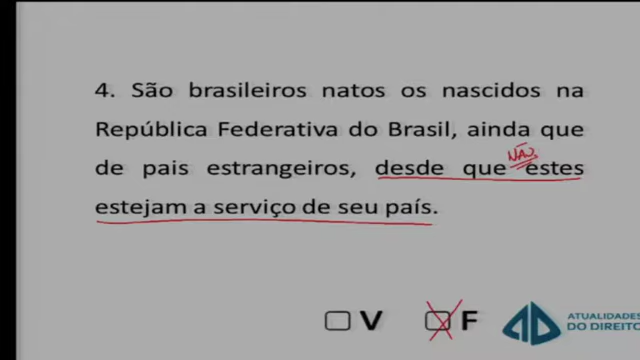 4. São brasileiros natos os nascidos na
República Federativa do Brasil, ainda que
de pais estrangeiros, desde que NÃO estes
estejam a serviço de seu país.
V F
ATUALIDADES
DO DIREITO